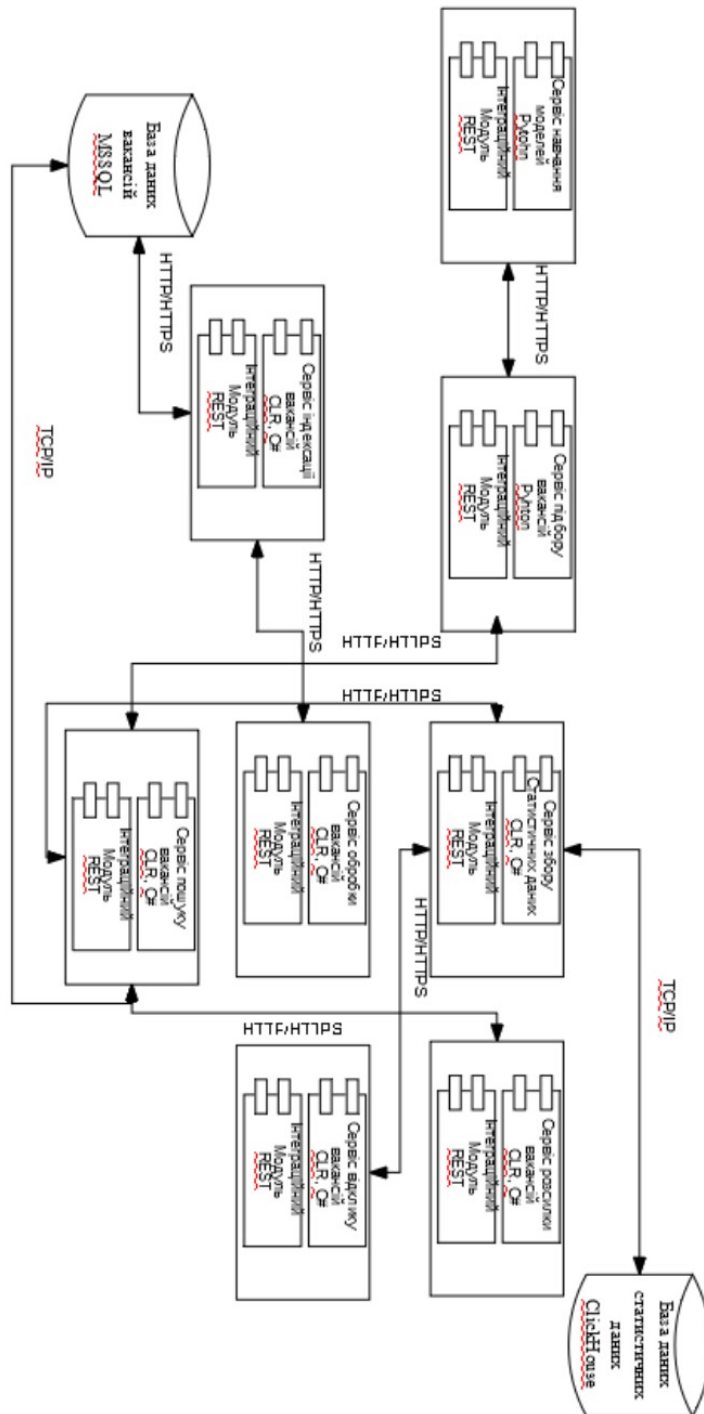 TCP/IP
База даних
статистичних
даних
ClickHouse
Сервіс навчання
моделей
Pytohn
Інтеграційний
Модуль
REST
HTTP/HTTPS
Сервіс підбору
вакансій
Pyhton
Інтеграційний
Модуль
REST
Сервіс збору
Статистичних даних
CLR, C#
Інтеграційний
Модуль
REST
Сервіс розсилки
вакансій
CLR, C#
Інтеграційний
Модуль
REST
HTTP/HTTPS
HTTP/HTTPS
HTTP/HTTPS
HTTP/HTTPS
HTTP/HTTPS
Сервіс індексації
вакансій
CLR, C#
Інтеграційний
Модуль
REST
Сервіс обробки
вакансій
CLR, C#
Інтеграційний
Модуль
REST
Сервіс відклику
вакансій
CLR, C#
Інтеграційний
Модуль
REST
База даних
вакансій
MSSQL
HTTP/HTTPS
Сервіс пошуку
вакансій
CLR, C#
Інтеграційний
Модуль
REST
TCP/IP